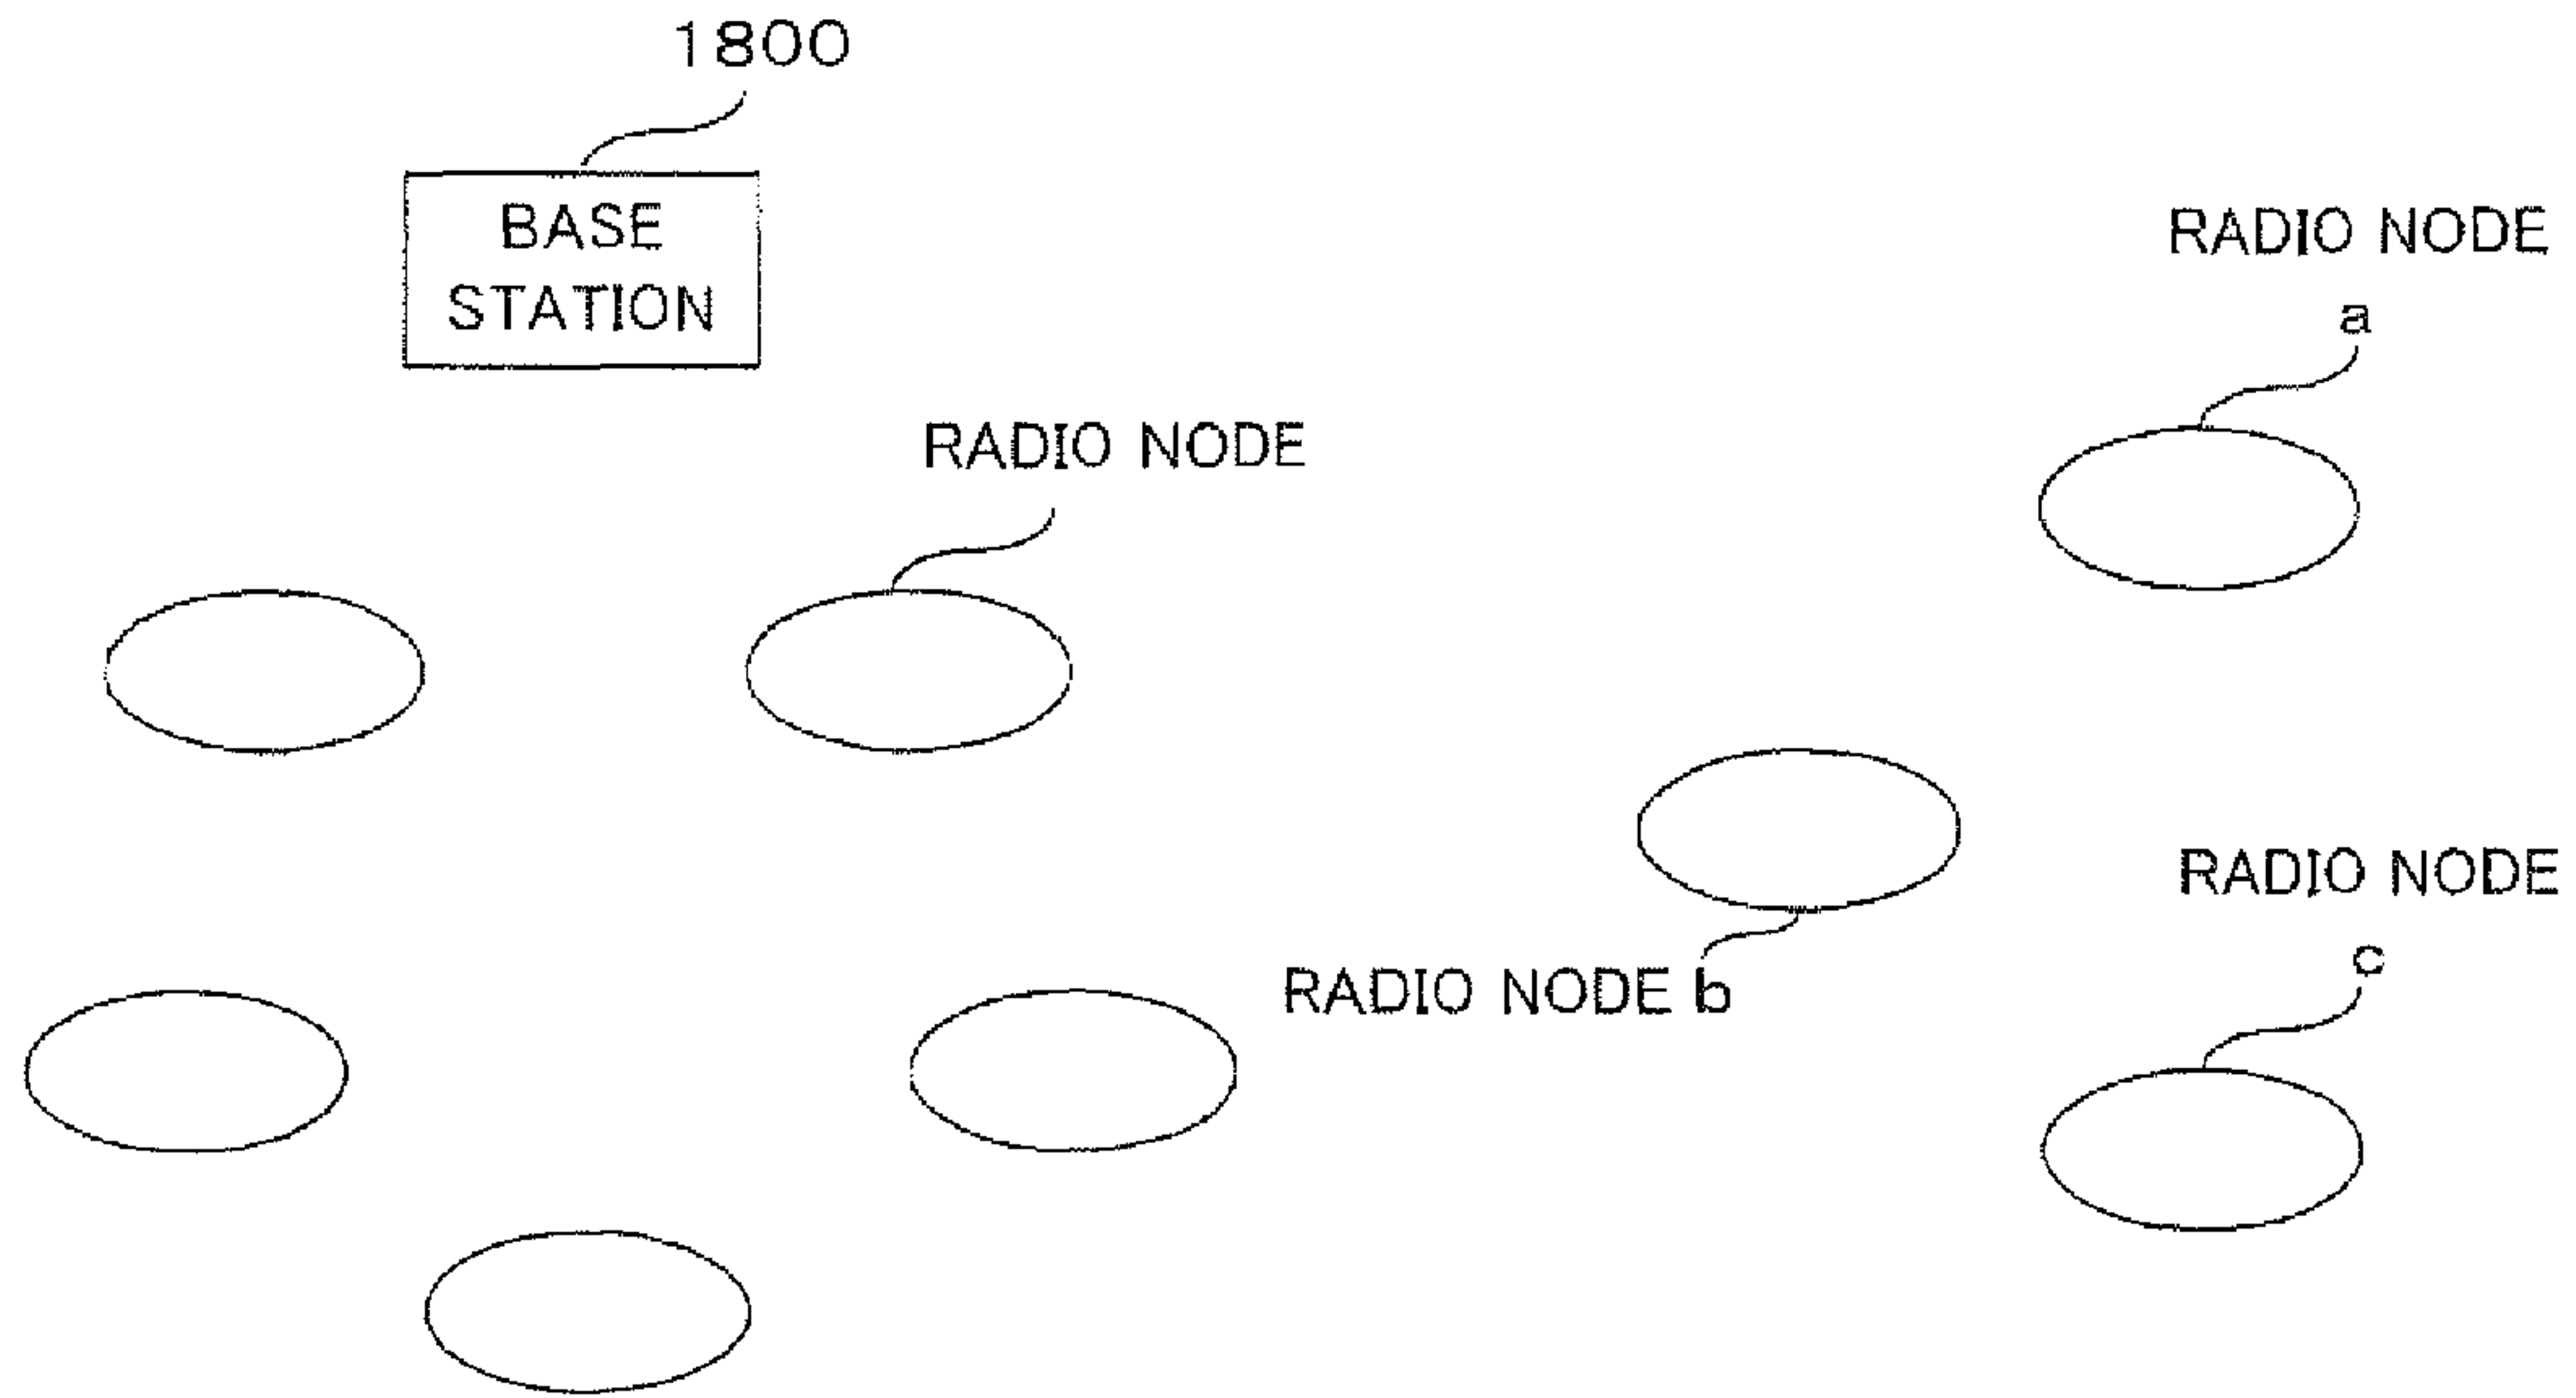 1800
BASE
STATION
RADIO NODE
a
RADIO NODE
RADIO NODE
c
RADIO NODE b